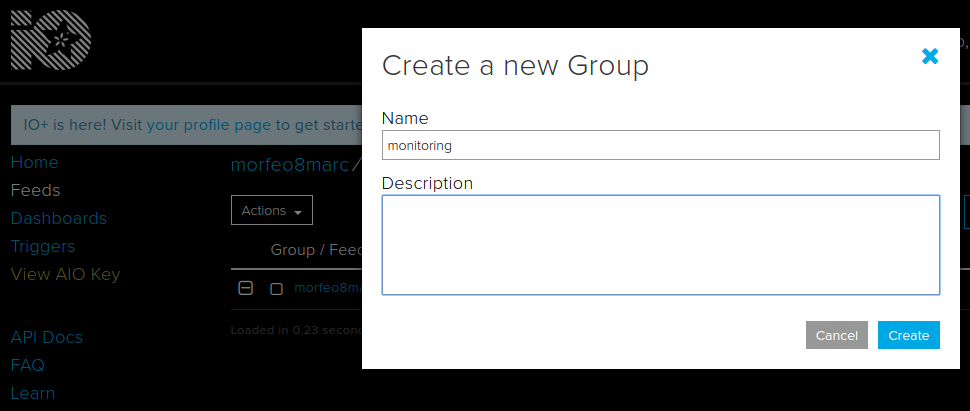 IO
Create a new Group
IO+ is here! Visit your profile page to get starte
Name
monitoring
Home
morfeo8marc /
Feeds
Description
Actions
Dashboards
Triggers
Group / Feed
View AIO Key
morfeo8ma
Loaded in 0.23 second
Cancel
Create
API Docs
FAQ
Learn